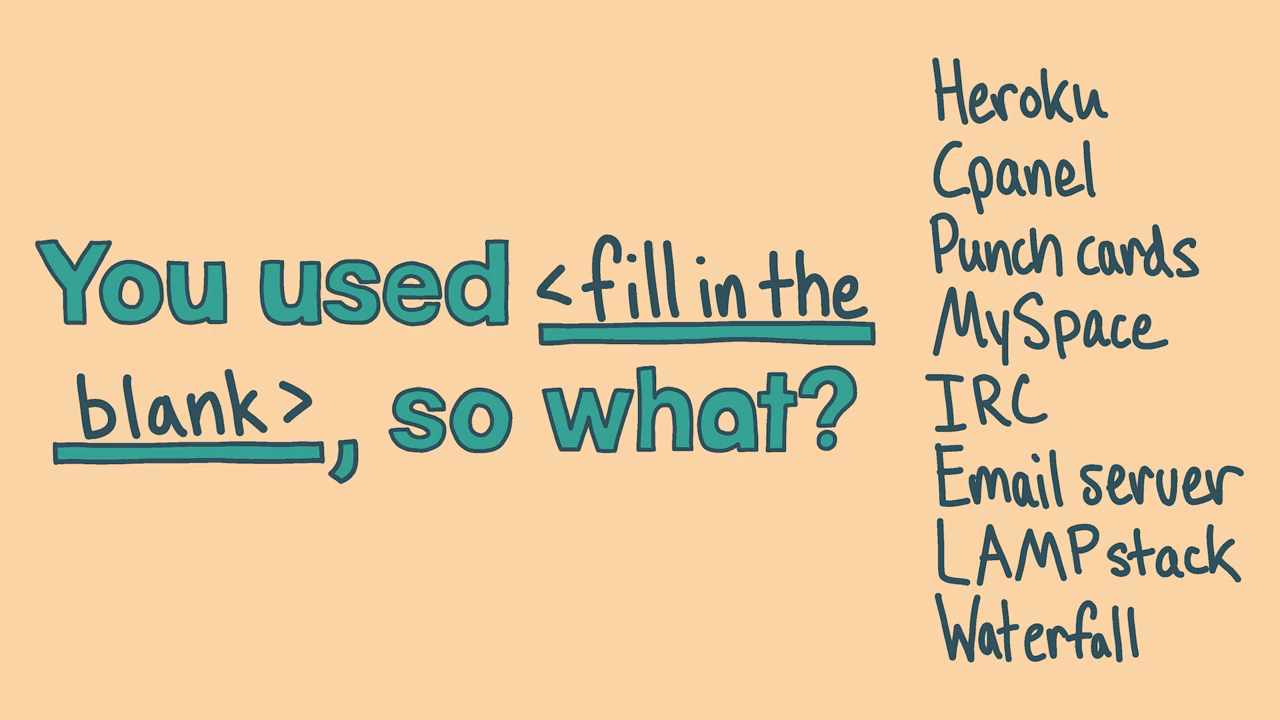 You used <fill in the
blank>, so what?
Heroku
Cpanel
Punch cards
MySpace
IRC
Email server
LAMP stack
Waterfall